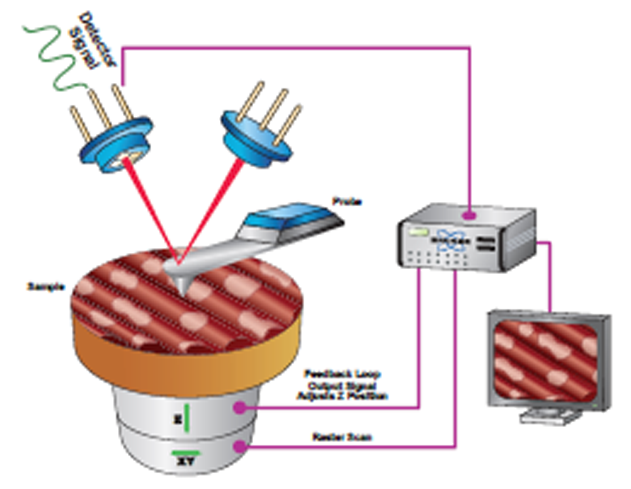 Detector
Signal
Probe
Sample
Feedback Loop
Output Signal
Adjusts Z Position
Z
Raster Scan
XY